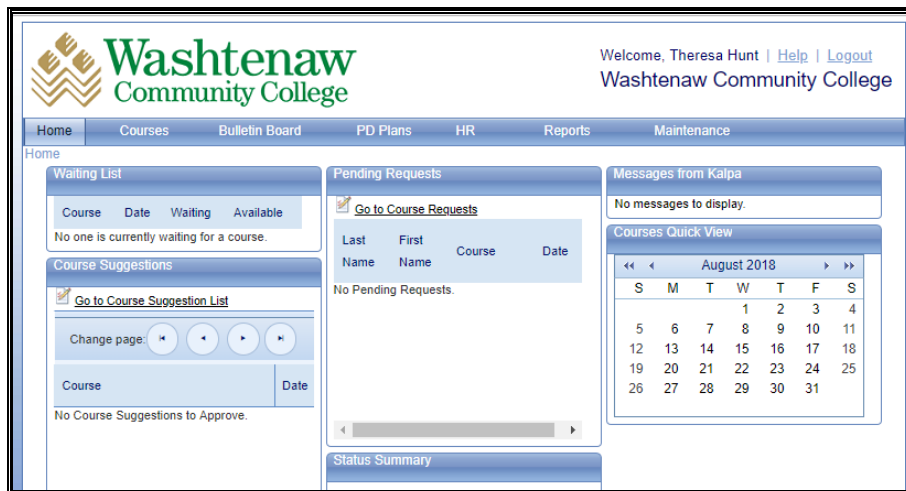 Washtenaw
Community College
Welcome, Theresa Hunt | Help | Logout
Washtenaw Community College
Home Courses Bulletin Board PD Plans HR Reports Maintenance
Home
Waiting List
Course Date Waiting Available
No one is currently waiting for a course.
Course Suggestions
Go to Course Suggestion List
Change page:
Course Date
No Course Suggestions to Approve.
Pending Requests
Go to Course Requests
Last Name First Name Course Date
No Pending Requests.
Status Summary
Messages from Kalpa
No messages to display.
Courses Quick View
August 2018
S M T W T F S
1 2 3 4
5 6 7 8 9 10 11
12 13 14 15 16 17 18
19 20 21 22 23 24 25
26 27 28 29 30 31